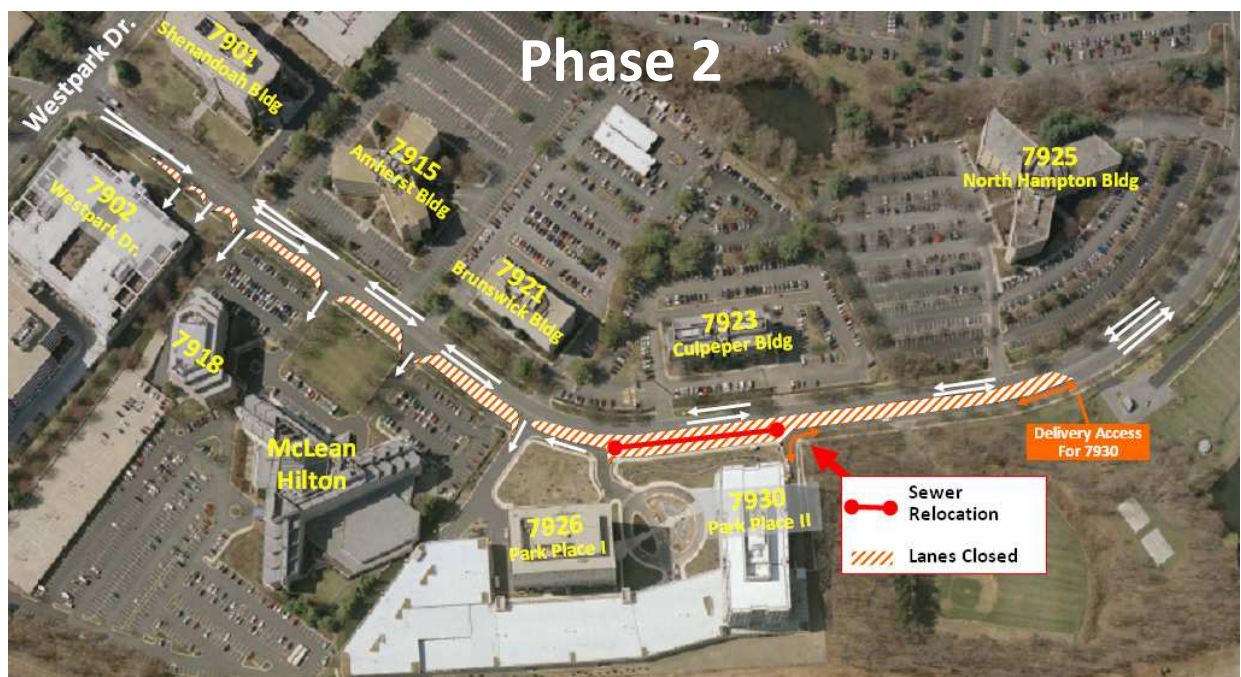 Phase 2
Westpark Dr.
7901
Shenandoah Bldg
7915
Amherst Bldg
7925
North Hampton Bldg
7902
Westpark Dr.
7921
Brunswick Bldg
7923
Culpeper Bldg
7918
McLean
Hilton
Delivery Access
For 7930
7926
Park Place I
7930
Park Place II
Sewer
Relocation
Lanes Closed